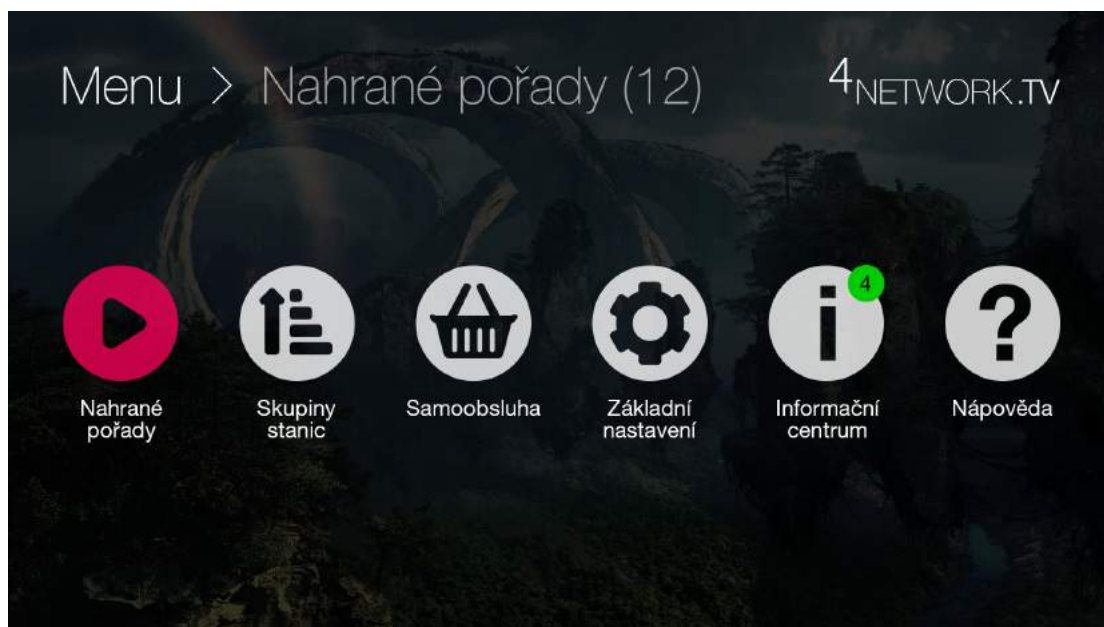 Menu > Nahrané pořady (12)
4NETWORK.TV
4
Nahrané
pořady
Skupiny
stanic
Samoobsluha
Základní
nastavení
Informační
centrum
Nápověda